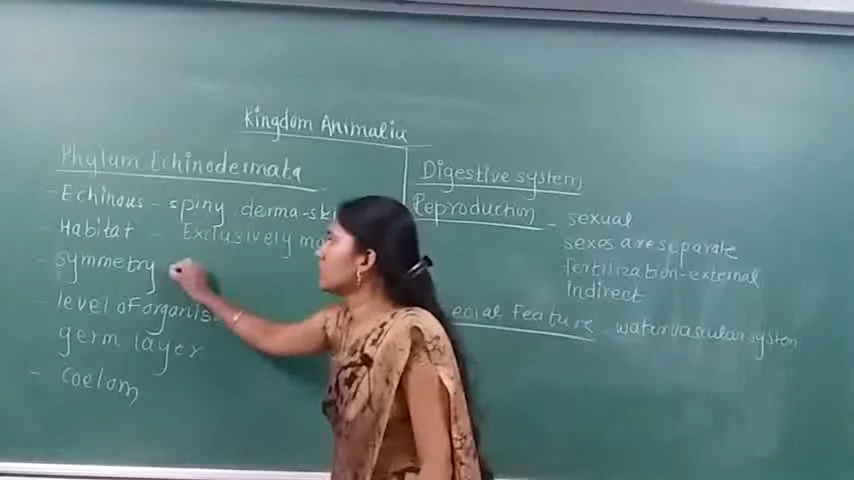 Kingdom Animalia
Phylum Echinodermata
- Echinous - spiny derma-ski
- Habitat - Exclusively ma
- symmetry
- level of organis
germ layer
- coelom
Digestive system
Reproduction - sexual
sexes are separate
fertilization-external
Indirect
ecial Feature - water vascular system